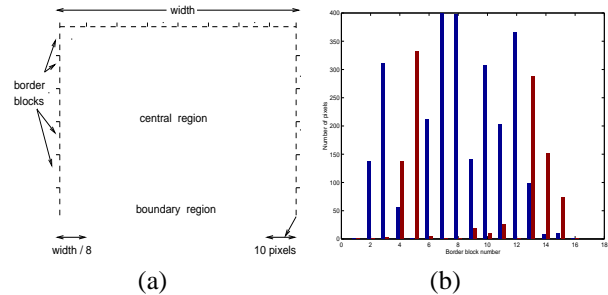 width
border
blocks
central region
boundary region
width / 8
10 pixels
(a)
400
350
300
250
200
150
100
50
0
Number of pixels
0 2 4 6 8 10 12 14 16 18
Border block number
(b)